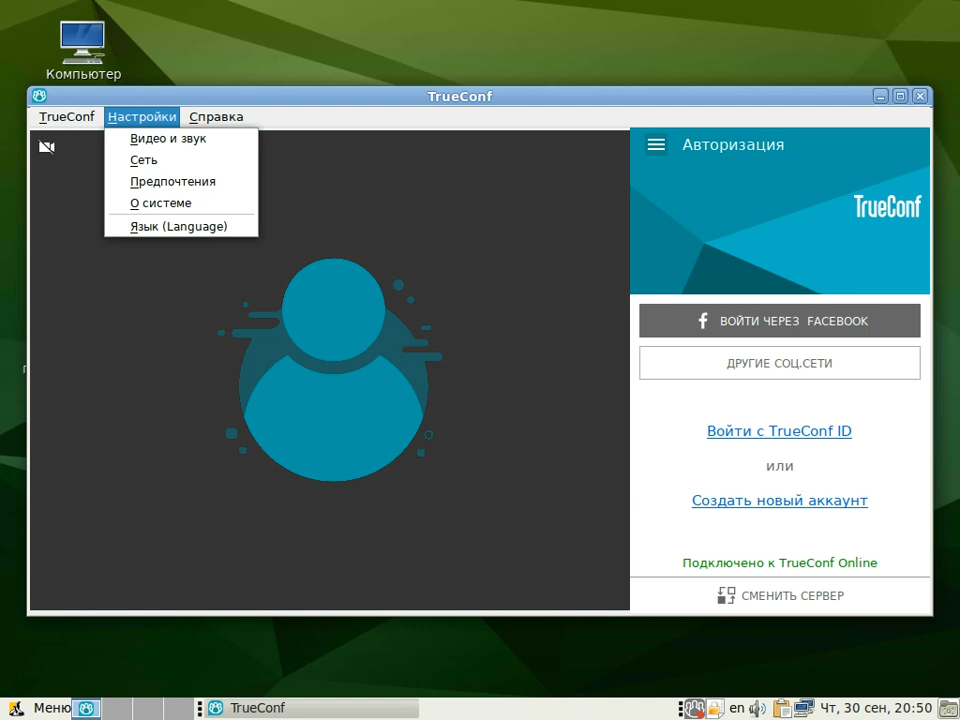 Компьютер
TrueConf
TrueConf Настройки Справка
Видео и звук
Сеть
Предпочтения
О системе
Язык (Language)
Авторизация
TrueConf
ВОЙТИ ЧЕРЕЗ FACEBOOK
ДРУГИЕ СОЦ.СЕТИ
Войти с TrueConf ID
или
Создать новый аккаунт
Подключено к TrueConf Online
СМЕНИТЬ СЕРВЕР
Меню TrueConf en Чт, 30 сен, 20:50